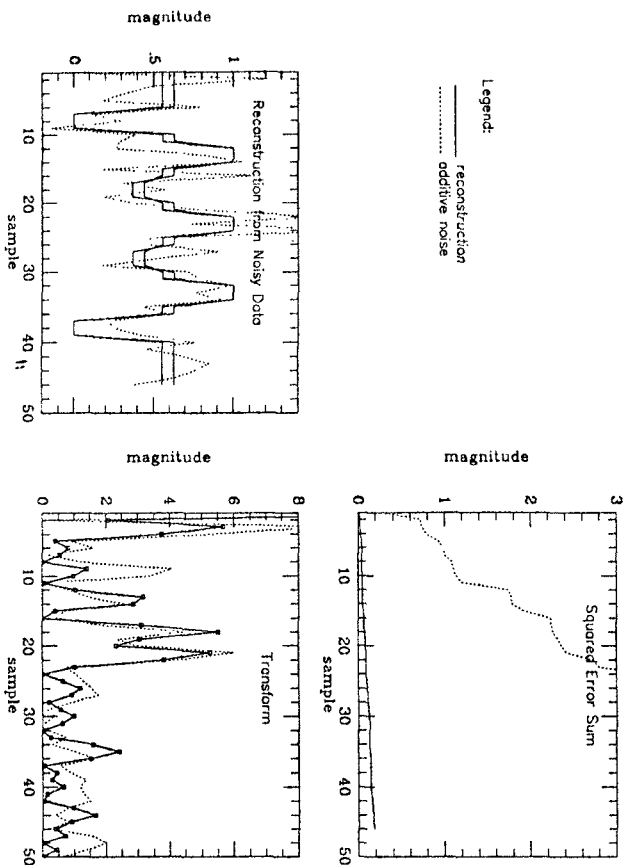 Legend:
reconstruction
additive noise
Squared Error Sum
magnitude
0
1
2
3
10
20
30
40
50
sample
Reconstruction from Noisy Data
magnitude
0
.5
1
10
20
30
40
50
sample
Transform
magnitude
0
2
4
6
8
10
20
30
40
50
sample